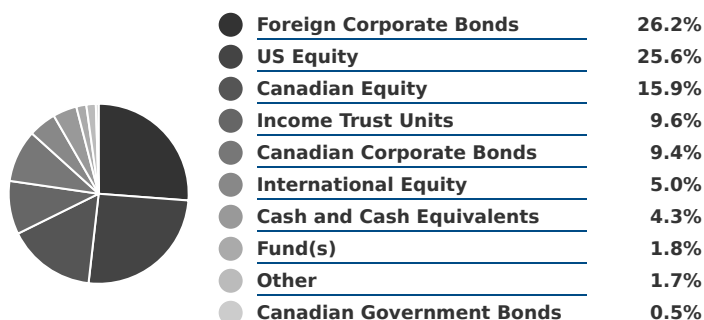 Foreign Corporate Bonds 26.2%
US Equity 25.6%
Canadian Equity 15.9%
Income Trust Units 9.6%
Canadian Corporate Bonds 9.4%
International Equity 5.0%
Cash and Cash Equivalents 4.3%
Fund(s) 1.8%
Other 1.7%
Canadian Government Bonds 0.5%